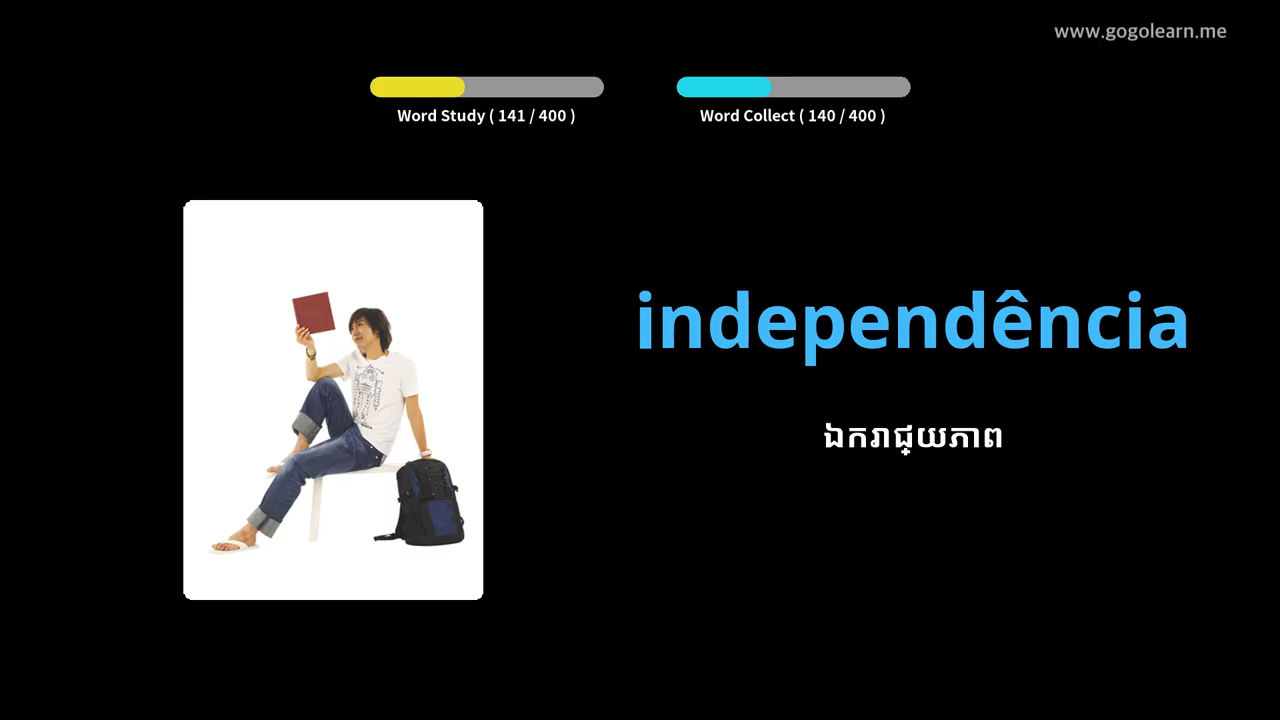 www.gogolearn.me
Word Study ( 141 / 400 )
Word Collect ( 140 / 400 )
independência
ឯករាជ្យភាព